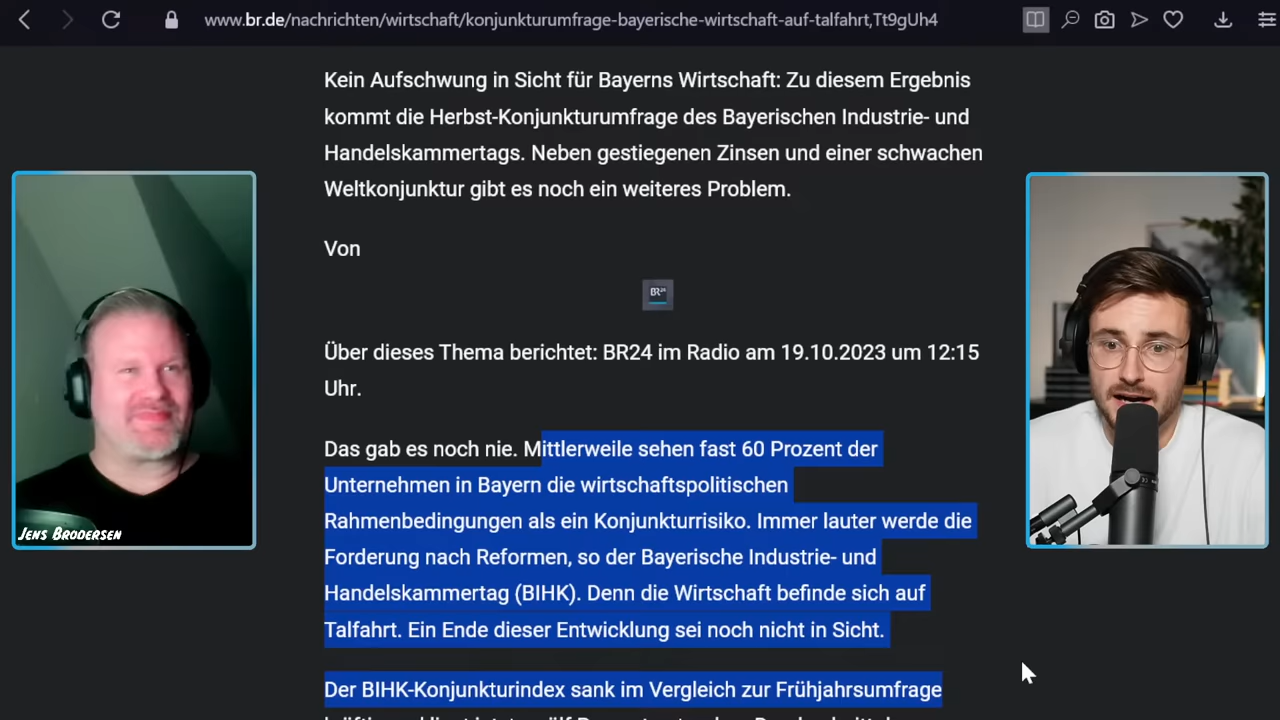 www.br.de/nachrichten/wirtschaft/konjunkturumfrage-bayerische-wirtschaft-auf-talfahrt,Tt9gUh4
Kein Aufschwung in Sicht für Bayerns Wirtschaft: Zu diesem Ergebnis
kommt die Herbst-Konjunkturumfrage des Bayerischen Industrie- und
Handelskammertags. Neben gestiegenen Zinsen und einer schwachen
Weltkonjunktur gibt es noch ein weiteres Problem.
Von
BR24
Über dieses Thema berichtet: BR24 im Radio am 19.10.2023 um 12:15
Uhr.
Das gab es noch nie. Mittlerweile sehen fast 60 Prozent der
Unternehmen in Bayern die wirtschaftspolitischen
Rahmenbedingungen als ein Konjunkturrisiko. Immer lauter werde die
Forderung nach Reformen, so der Bayerische Industrie- und
Handelskammertag (BIHK). Denn die Wirtschaft befinde sich auf
Talfahrt. Ein Ende dieser Entwicklung sei noch nicht in Sicht.
Der BIHK-Konjunkturindex sank im Vergleich zur Frühjahrsumfrage
Jens Brodersen